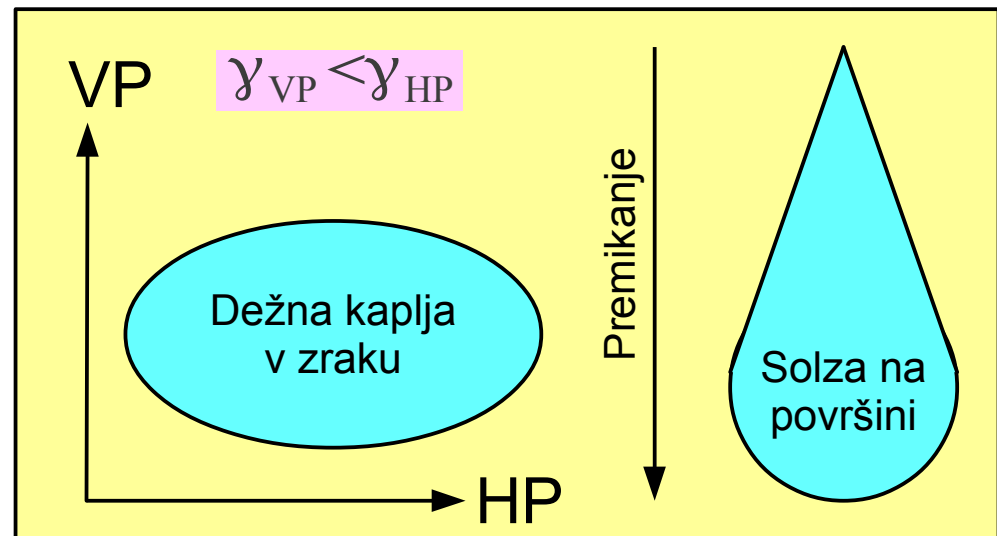 VP
γVP <γHP
Dežna kaplja
v zraku
HP
Premikanje
Solza na
površini